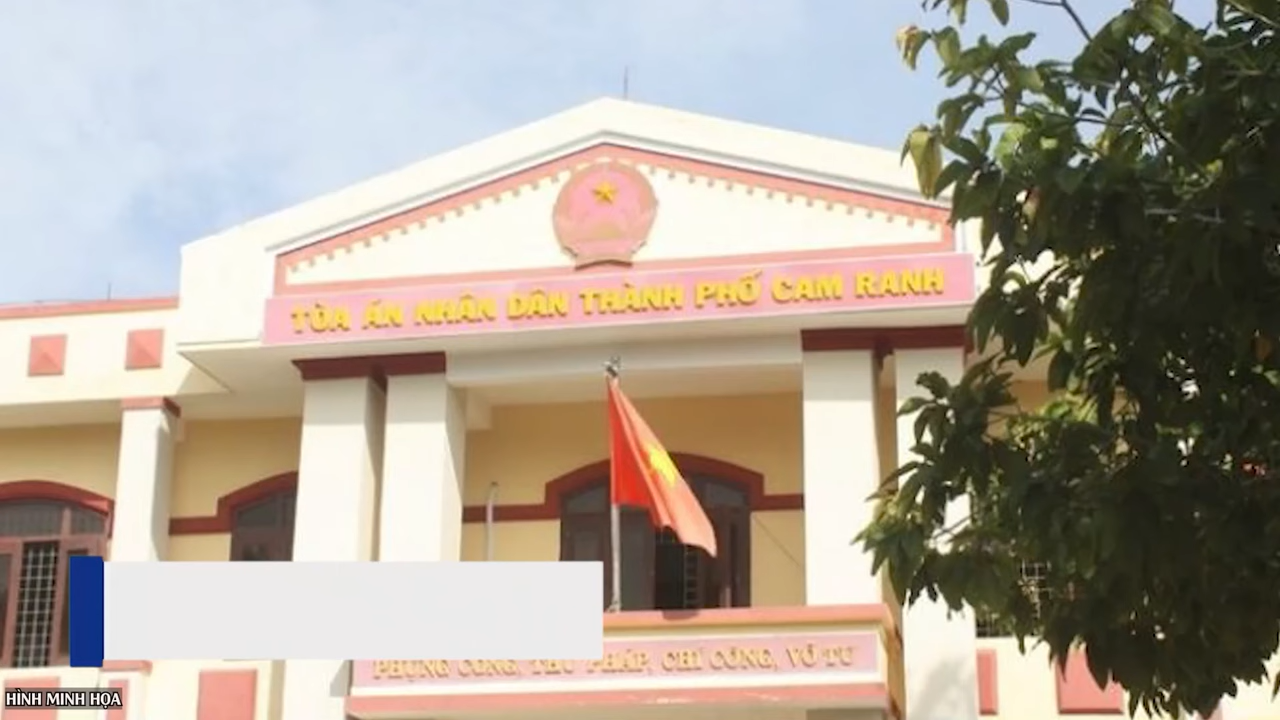 TÒA ÁN NHÂN DÂN THÀNH PHỐ CAM RANH
PHỤNG CÔNG, THỦ PHÁP, CHÍ CÔNG, VÔ TƯ
HÌNH MINH HỌA